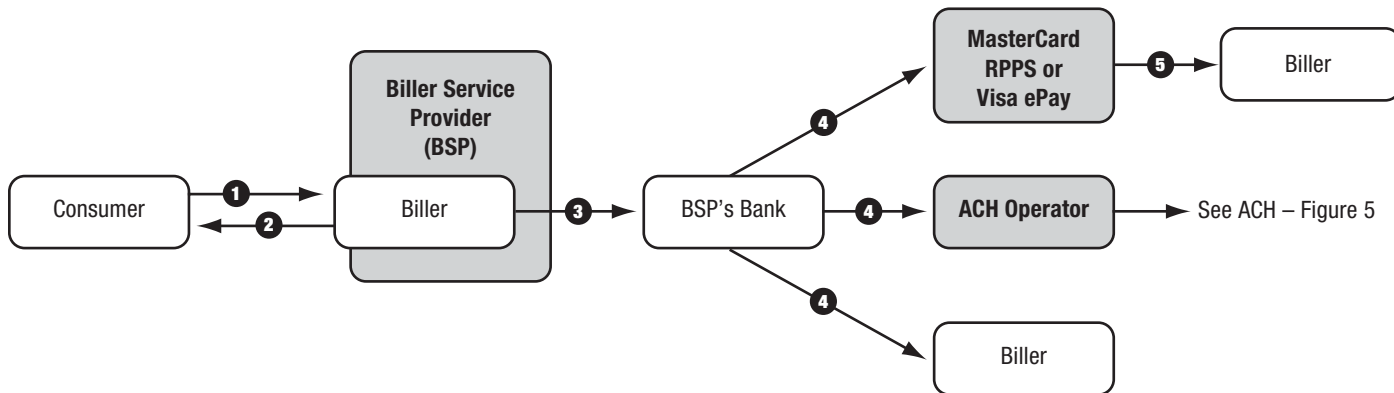 MasterCard
RPPS or
Visa ePay
5
Biller
Biller Service
Provider
(BSP)
4
Consumer
1
2
Biller
3
BSP's Bank
4
ACH Operator
See ACH – Figure 5
4
Biller